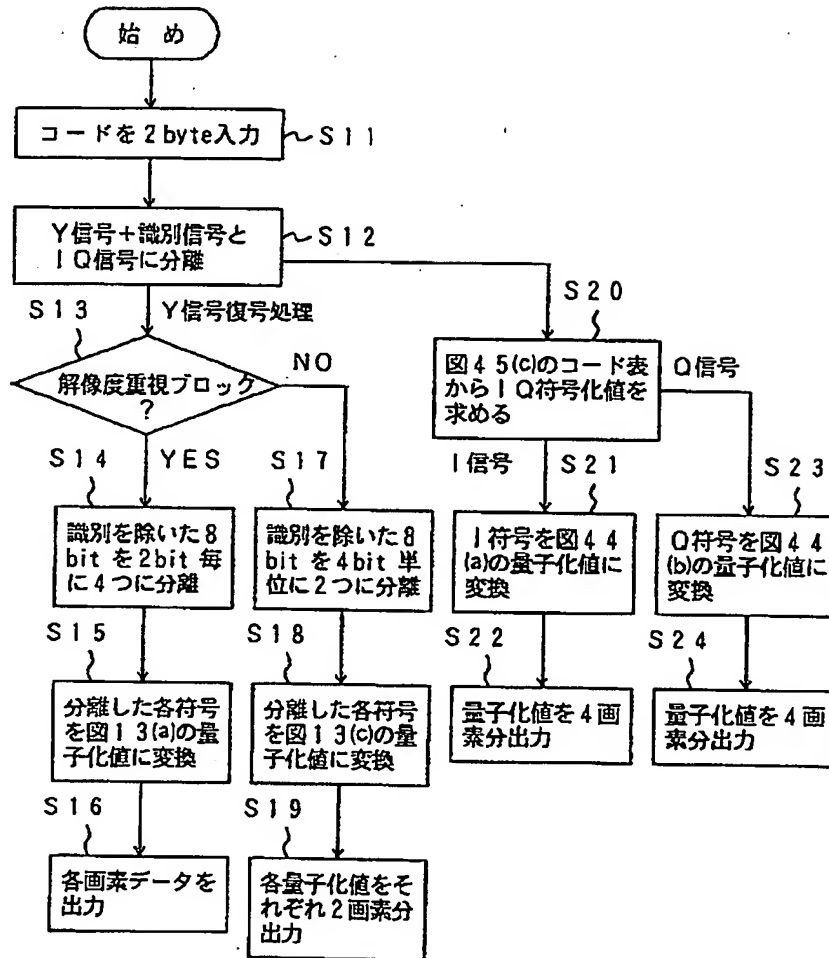 始 め
コードを2byte入力
S11
Y信号+識別信号と
IQ信号に分離
S12
S13
Y信号復号処理
解像度重視ブロック
?
NO
YES
S14
識別を除いた8
bitを2bit毎
に4つに分離
S15
分離した各符号
を図13(a)の量
子化値に変換
S16
各画素データを
出力
S17
識別を除いた8
bitを4bit単
位に2つに分離
S18
分離した各符号
を図13(c)の量
子化値に変換
S19
各量子化値をそ
れぞれ2画素分
出力
S20
図45(c)のコード表
からIQ符号化値を
求める
I信号
Q信号
S21
I符号を図44
(a)の量子化値に
変換
S22
量子化値を4画
素分出力
S23
Q符号を図44
(b)の量子化値に
変換
S24
量子化値を4画
素分出力